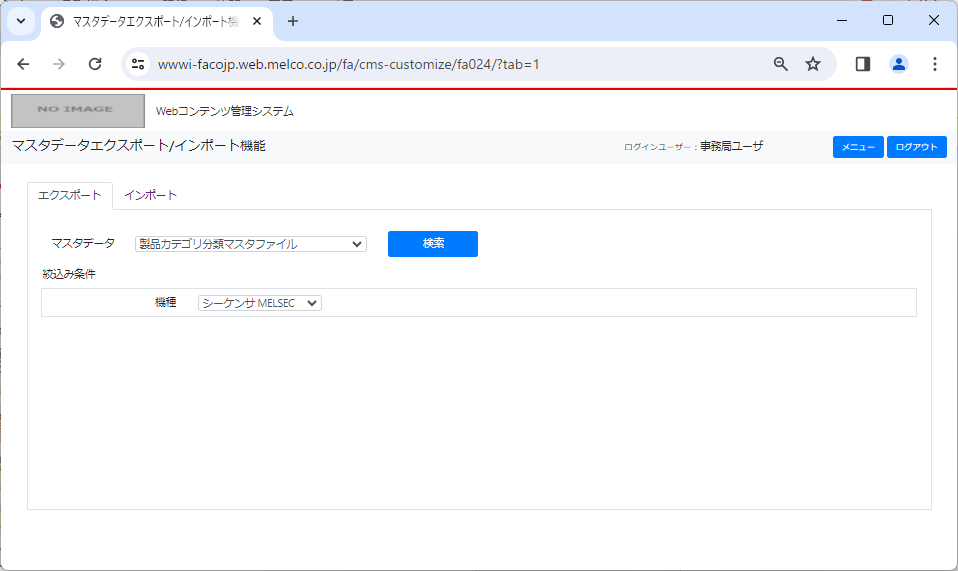 マスタデータエクスポート/インポート機
wwwi-facojp.web.melco.co.jp/fa/cms-customize/fa024/?tab=1
NO IMAGE Webコンテンツ管理システム
マスタデータエクスポート/インポート機能 ログインユーザー：事務局ユーザ メニュー ログアウト
エクスポート インポート
マスタデータ 製品カテゴリ分類マスタファイル 検索
絞込み条件
機種 シーケンサ MELSEC